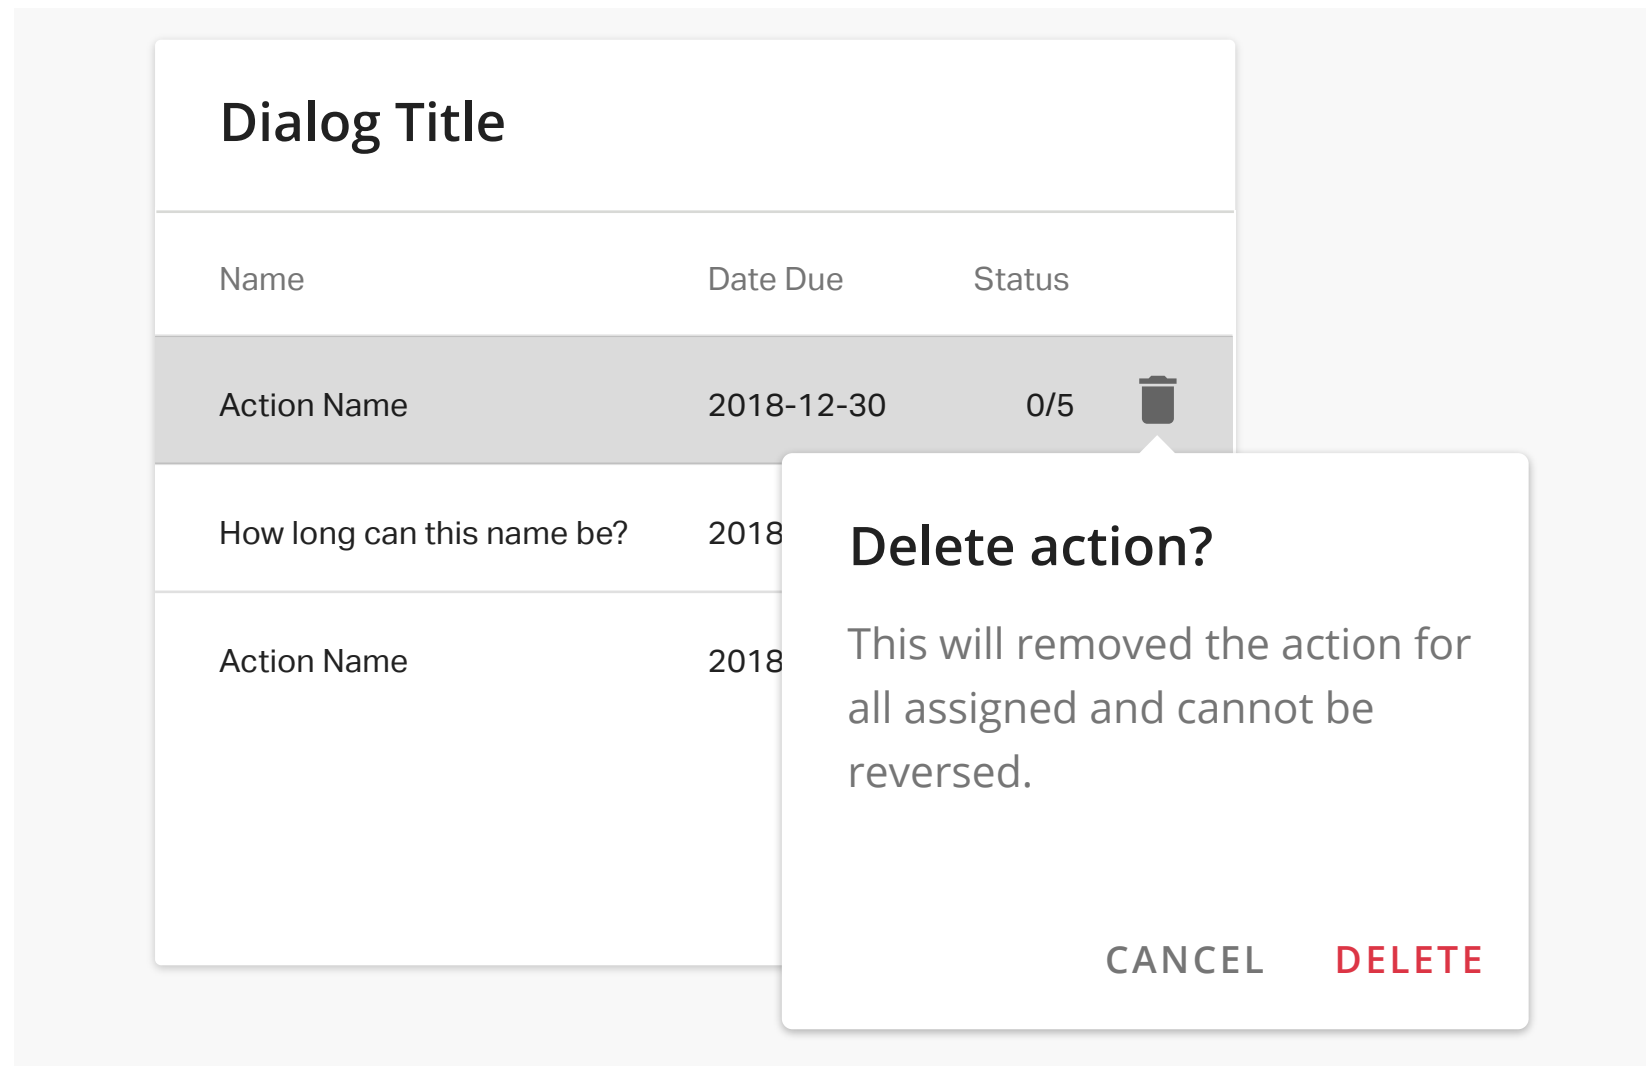 Dialog Title
Name Date Due Status
Action Name 2018-12-30 0/5
How long can this name be? 2018
Action Name 2018
Delete action?
This will removed the action for
all assigned and cannot be
reversed.
CANCEL DELETE